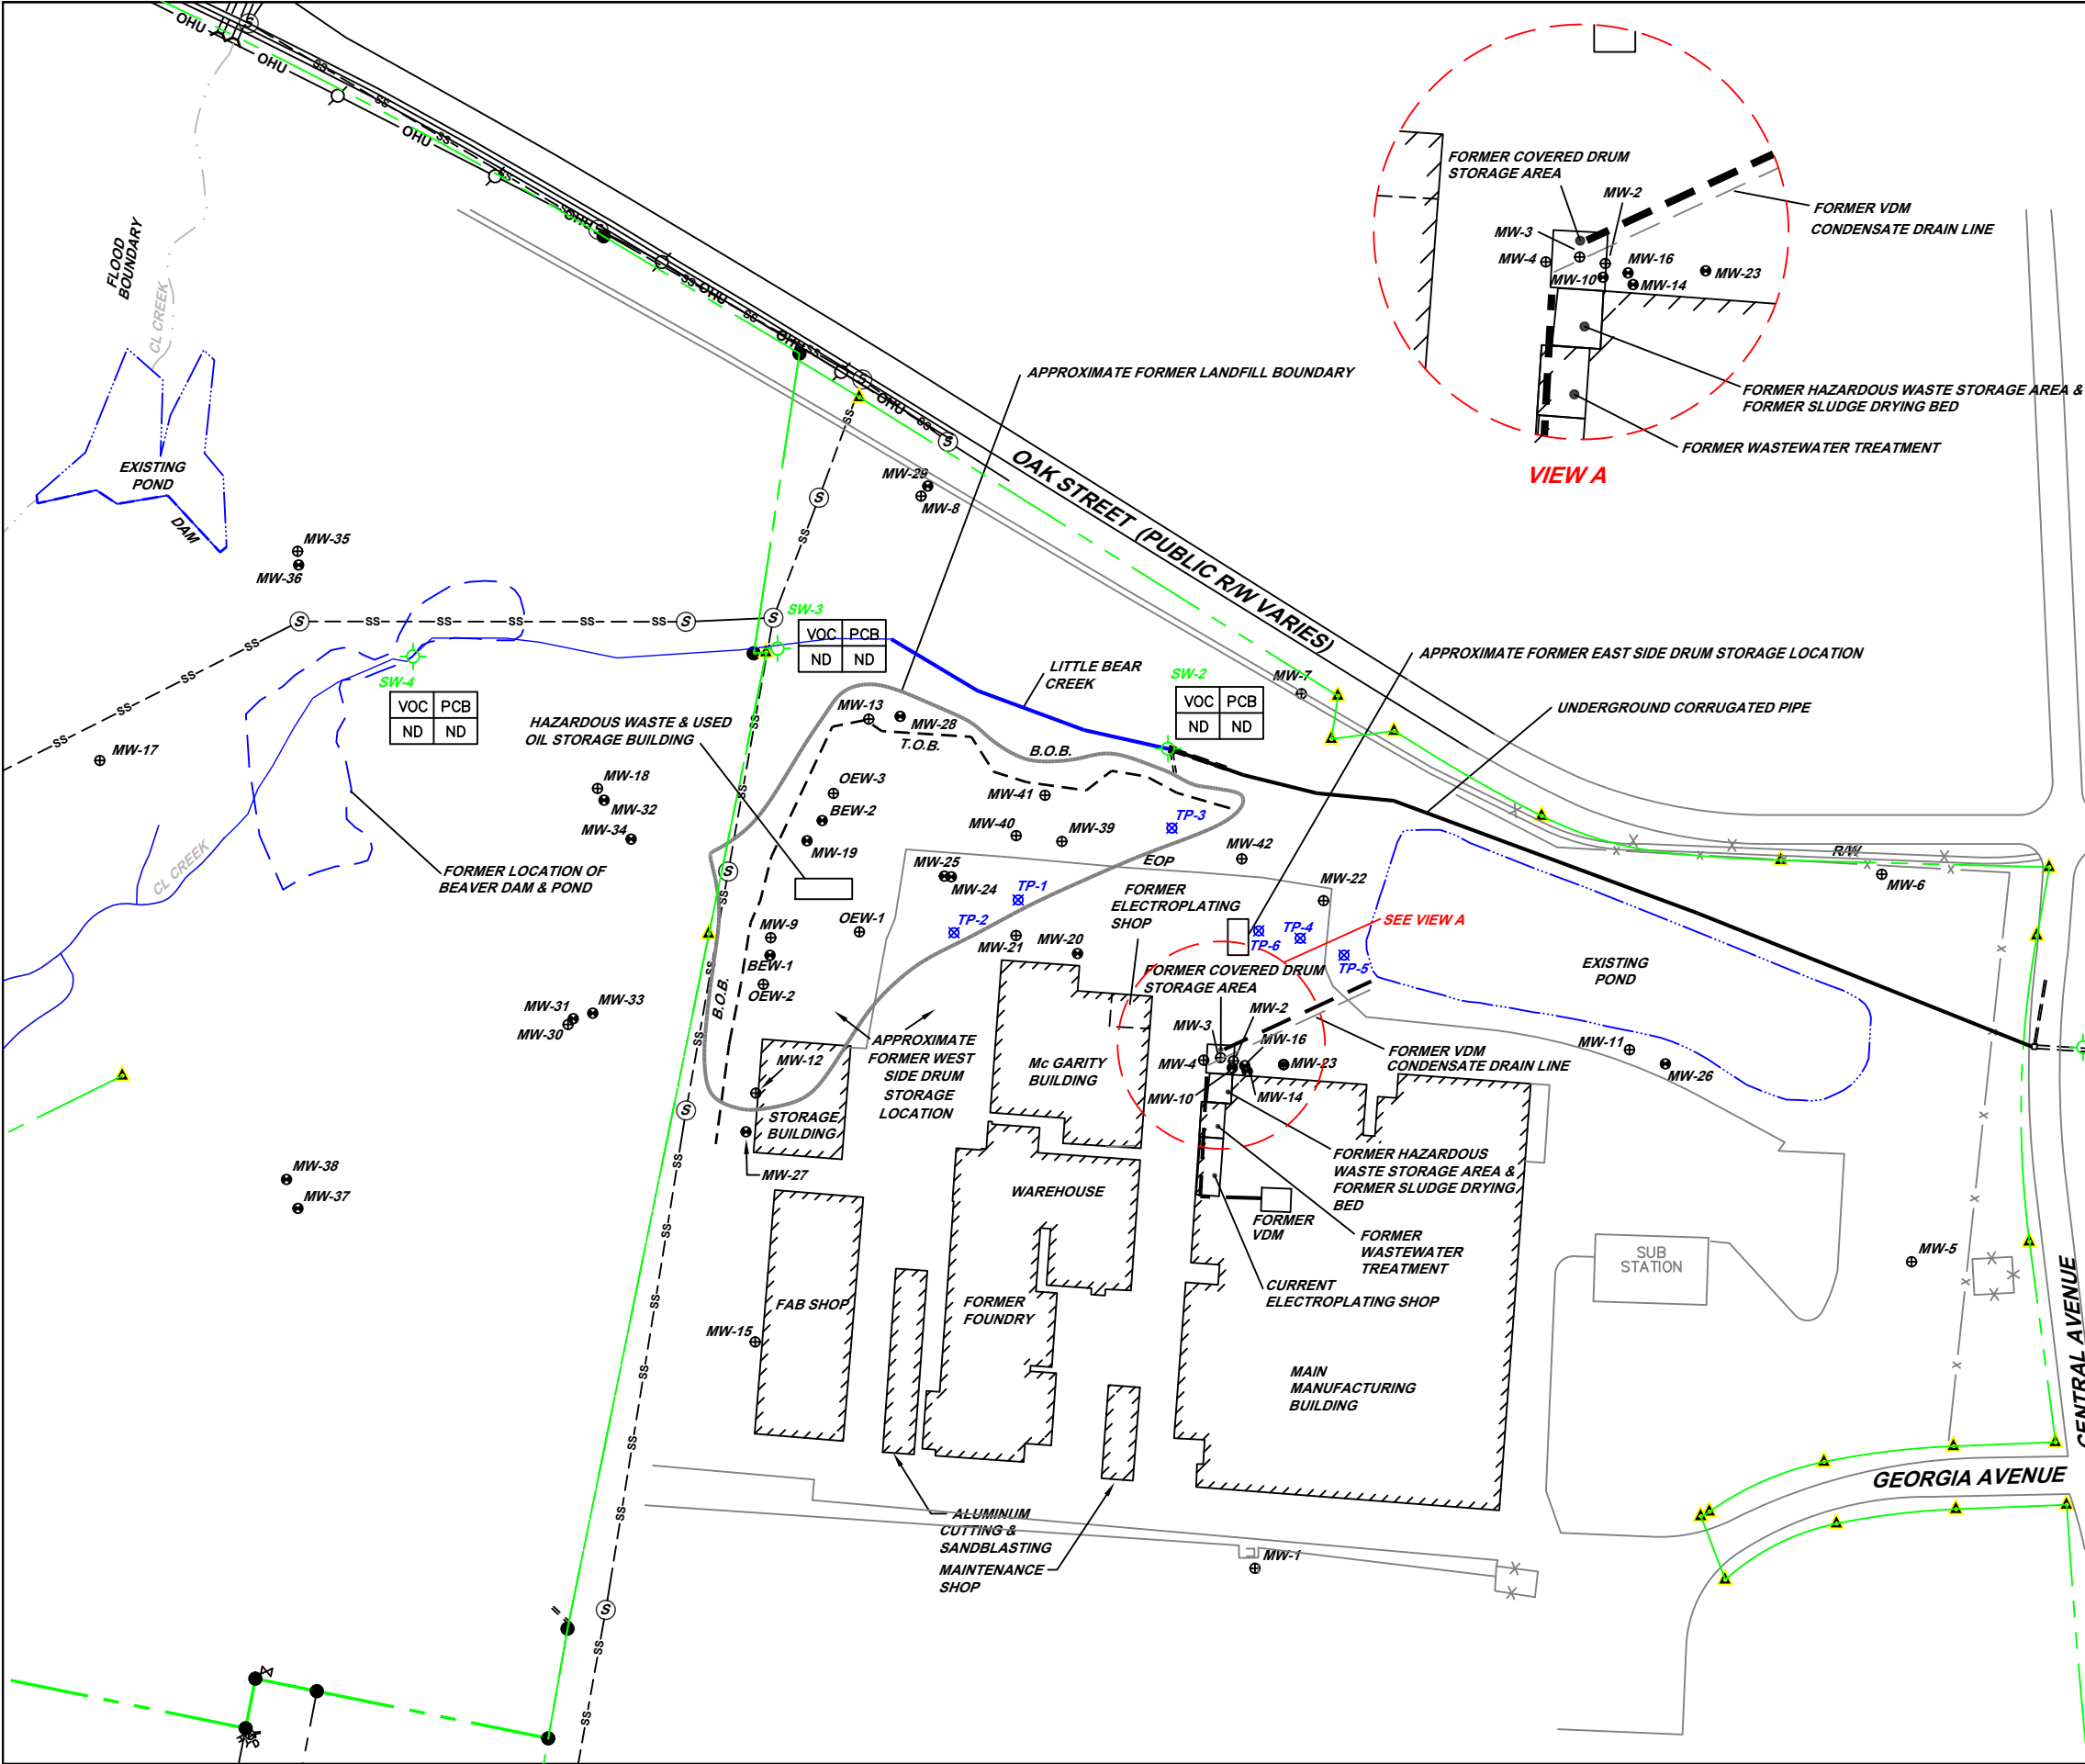 OHU
OHU
OHU
OHU
OHU
OHU
OHU
SS
SS
SS
SS
SS
SS
S
S
S
S
FLOOD
BOUNDARY
CL CREEK
EXISTING
POND
DAM
FORMER COVERED DRUM
STORAGE AREA
MW-2
MW-3
MW-4
MW-16
MW-10
MW-14
MW-23
FORMER VDM
CONDENSATE DRAIN LINE
FORMER HAZARDOUS WASTE STORAGE AREA &
FORMER SLUDGE DRYING BED
FORMER WASTEWATER TREATMENT
VIEW A
APPROXIMATE FORMER LANDFILL BOUNDARY
OAK STREET (PUBLIC R/W VARIES)
MW-29
MW-8
MW-35
MW-36
SW-3
VOC PCB
ND ND
SW-4
VOC PCB
ND ND
SW-2
VOC PCB
ND ND
LITTLE BEAR
CREEK
APPROXIMATE FORMER EAST SIDE DRUM STORAGE LOCATION
MW-7
UNDERGROUND CORRUGATED PIPE
HAZARDOUS WASTE & USED
OIL STORAGE BUILDING
MW-13
MW-28
T.O.B.
B.O.B.
MW-17
MW-18
MW-32
MW-34
OEW-3
BEW-2
MW-19
MW-41
MW-40
MW-39
TP-3
MW-42
EOP
R/W
MW-6
CL CREEK
FORMER LOCATION OF
BEAVER DAM & POND
MW-25
MW-24
TP-1
TP-2
MW-22
FORMER
ELECTROPLATING
SHOP
SEE VIEW A
MW-9
OEW-1
BEW-1
OEW-2
B.O.B.
MW-21
MW-20
TP-6
TP-4
TP-5
EXISTING
POND
FORMER COVERED DRUM
STORAGE AREA
MW-31
MW-33
MW-30
MW-2
MW-3
MW-16
MW-4
MW-23
MW-10
MW-14
FORMER VDM
CONDENSATE DRAIN LINE
MW-11
MW-26
APPROXIMATE
FORMER WEST
SIDE DRUM
STORAGE
LOCATION
Mc GARITY
BUILDING
MW-12
STORAGE
BUILDING
MW-27
MW-38
MW-37
WAREHOUSE
FORMER HAZARDOUS
WASTE STORAGE AREA &
FORMER SLUDGE DRYING
BED
FORMER
VDM
FORMER
WASTEWATER
TREATMENT
SUB
STATION
MW-5
CURRENT
ELECTROPLATING SHOP
FAB SHOP
FORMER
FOUNDRY
MW-15
MAIN
MANUFACTURING
BUILDING
CENTRAL AVENUE
GEORGIA AVENUE
ALUMINUM
CUTTING &
SANDBLASTING
MAINTENANCE
SHOP
MW-1